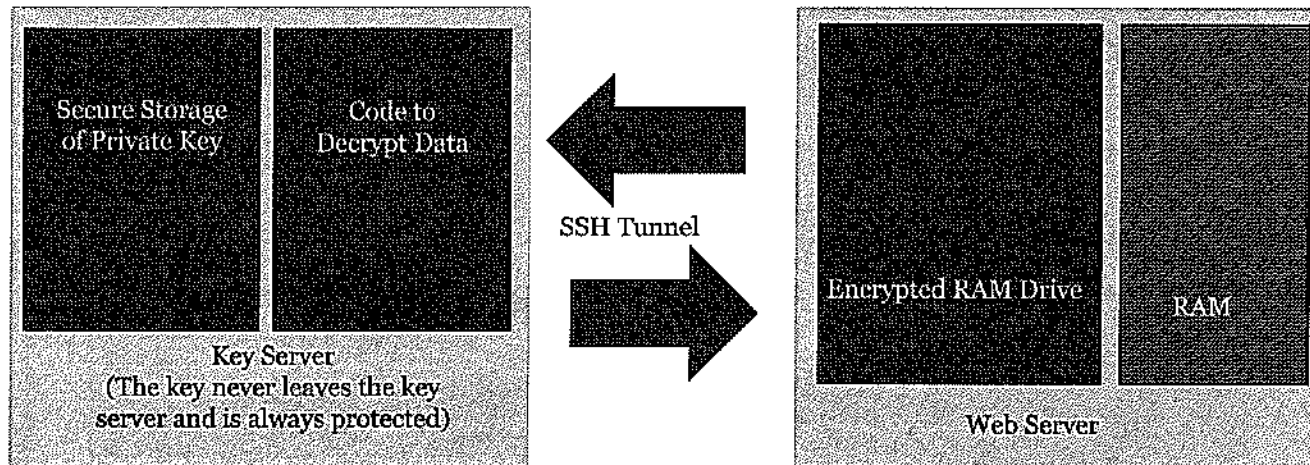 Secure Storage
of Private Key
Code to
Decrypt Data
Key Server
(The key never leaves the key
server and is always protected)
SSH Tunnel
Encrypted RAM Drive
RAM
Web Server